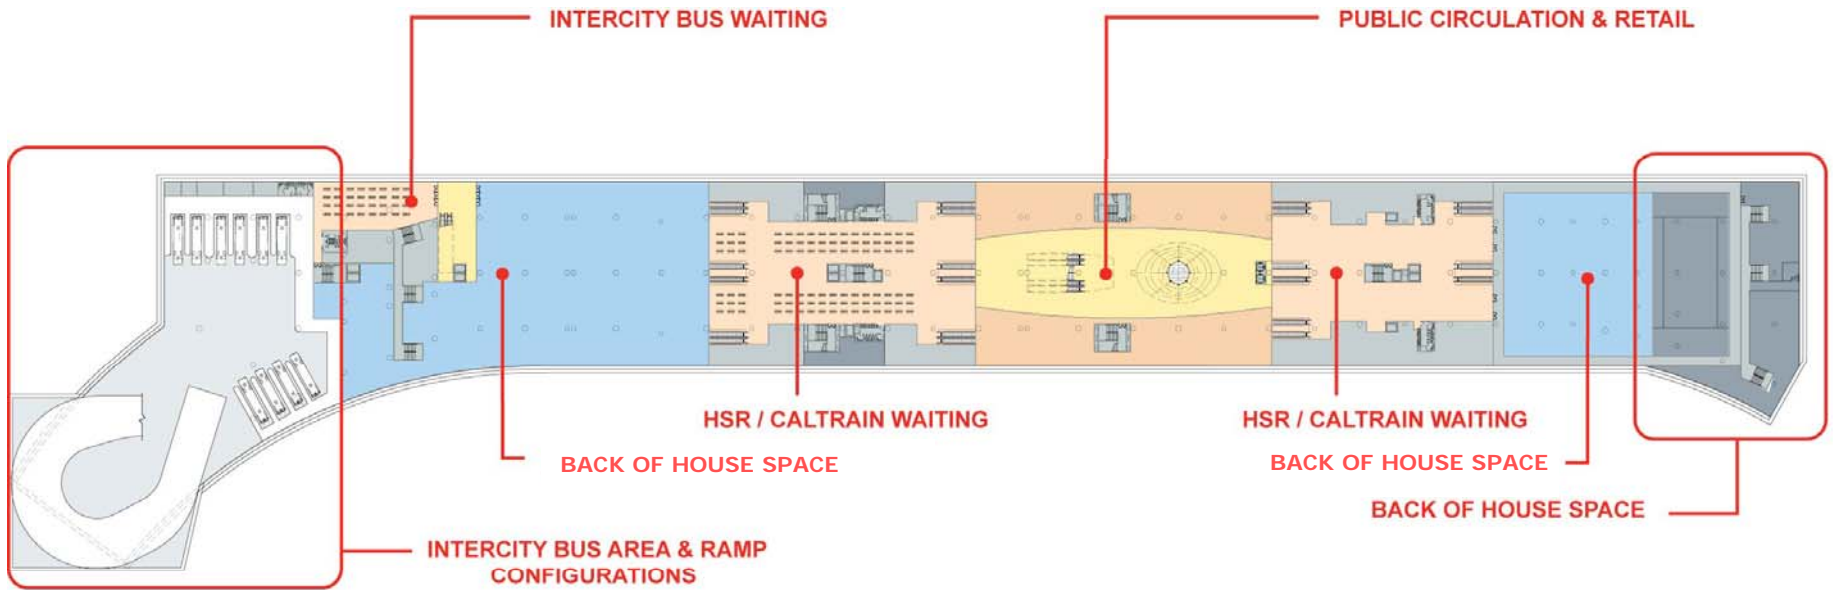 INTERCITY BUS WAITING
PUBLIC CIRCULATION & RETAIL
HSR / CALTRAIN WAITING
HSR / CALTRAIN WAITING
BACK OF HOUSE SPACE
BACK OF HOUSE SPACE
BACK OF HOUSE SPACE
INTERCITY BUS AREA & RAMP
CONFIGURATIONS